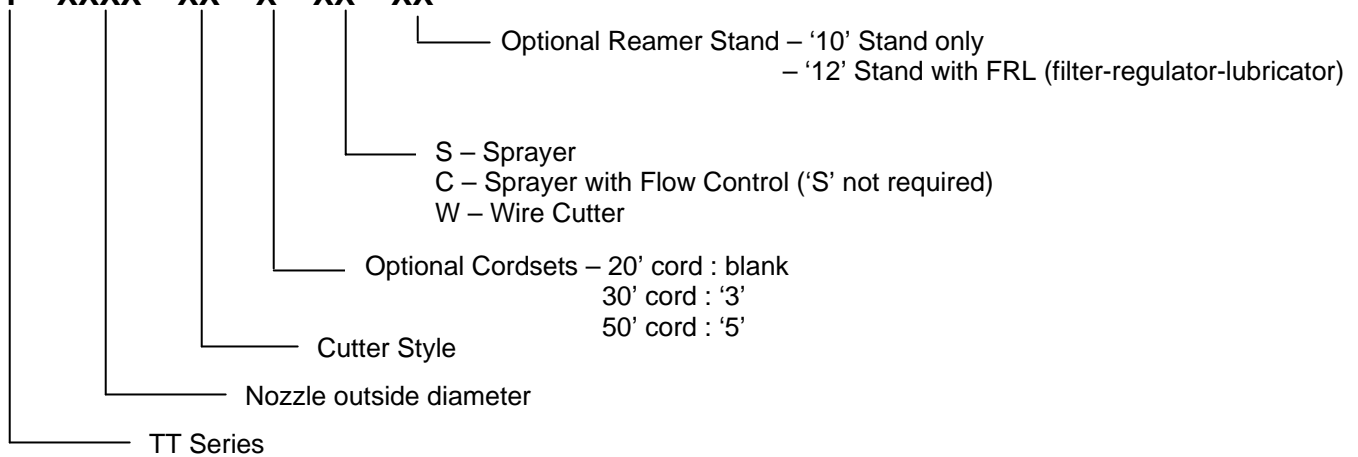 Optional Reamer Stand – ‘10’ Stand only
– ‘12’ Stand with FRL (filter-regulator-lubricator)
S – Sprayer
C – Sprayer with Flow Control (‘S’ not required)
W – Wire Cutter
Optional Cordsets – 20’ cord : blank
30’ cord : ‘3’
50’ cord : ‘5’
Cutter Style
Nozzle outside diameter
TT Series